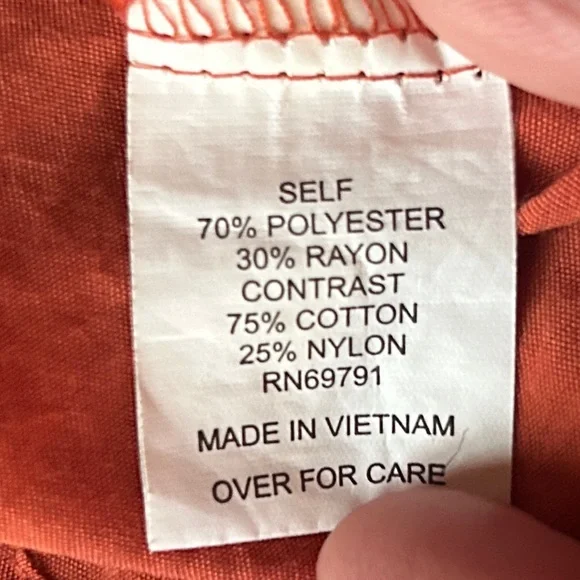 SELF
70% POLYESTER
30% RAYON
CONTRAST
75% COTTON
25% NYLON
RN69791
MADE IN VIETNAM
OVER FOR CARE